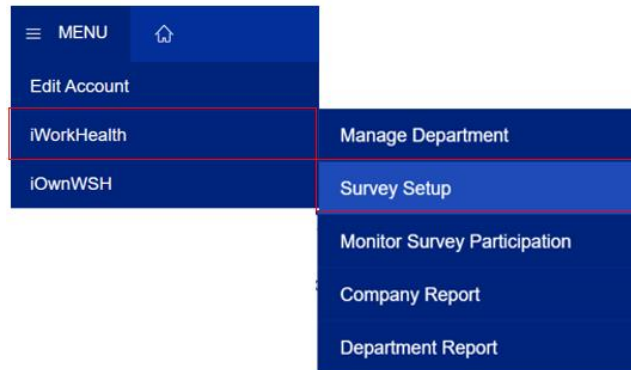 MENU
Edit Account
iWorkHealth
iOwnWSH
Manage Department
Survey Setup
Monitor Survey Participation
Company Report
Department Report